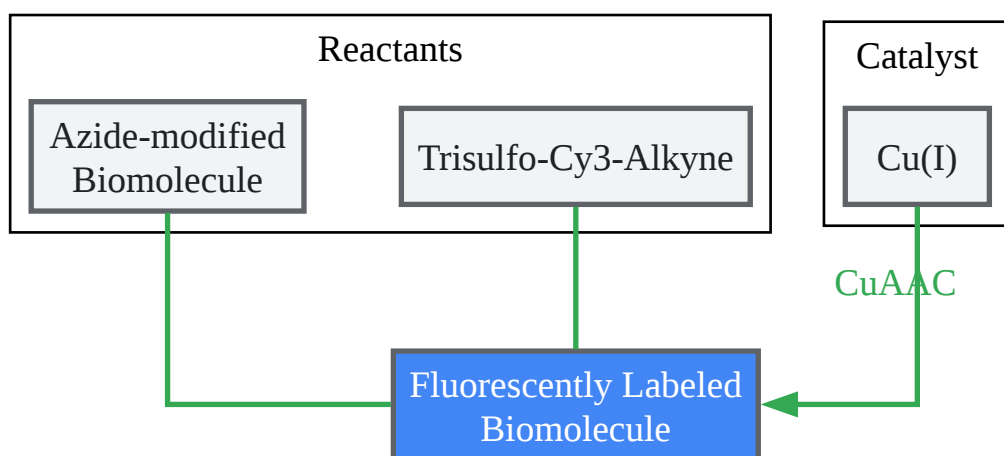 Reactants
Catalyst
Azide-modified
Biomolecule
Trisulfo-Cy3-Alkyne
Cu(I)
CuAAC
Fluorescently Labeled
Biomolecule